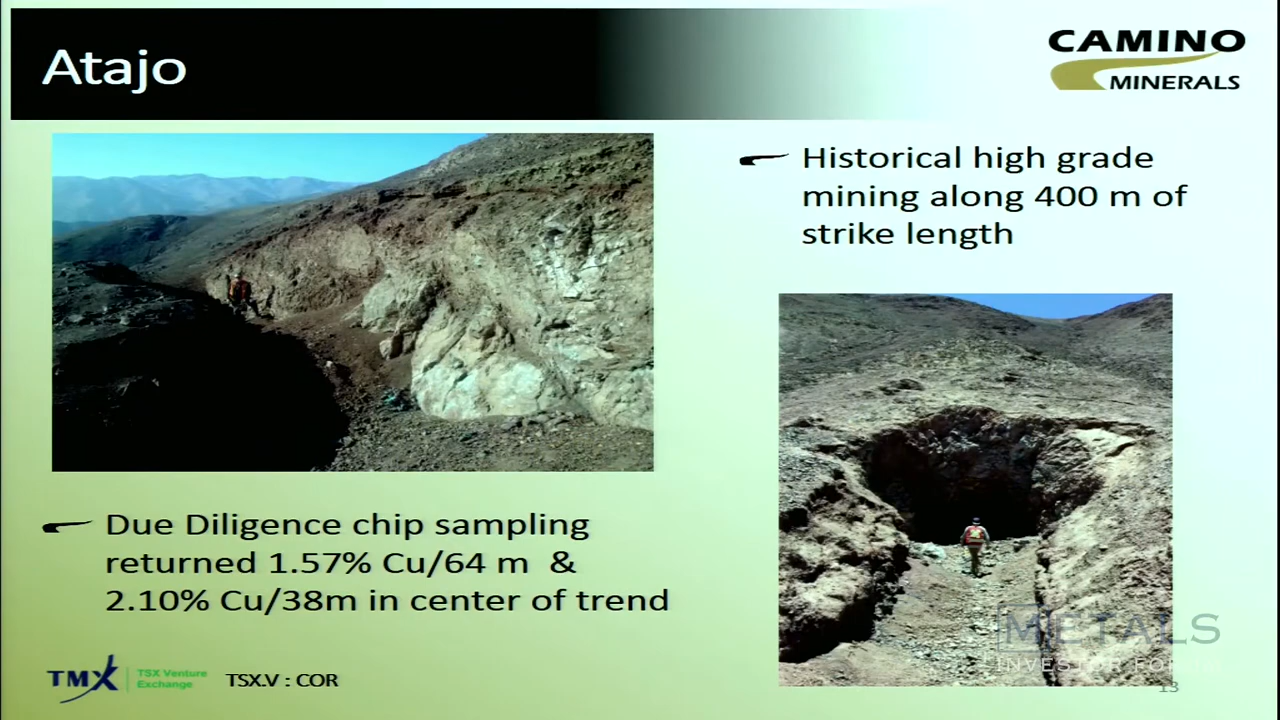 Atajo
CAMINO
MINERALS
Historical high grade
mining along 400 m of
strike length
Due Diligence chip sampling
returned 1.57% Cu/64 m &
2.10% Cu/38m in center of trend
TMX
TSX Venture
Exchange
TSX.V : COR
METALS
INVESTOR FORUM
13